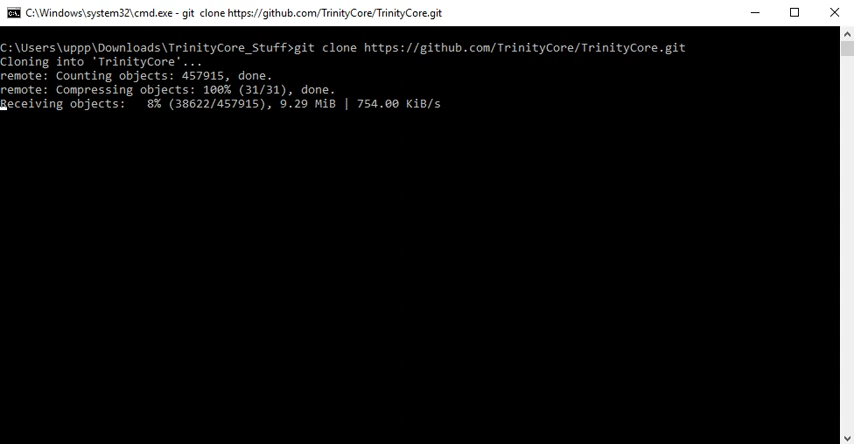 C:\Windows\system32\cmd.exe - git  clone https://github.com/TrinityCore/TrinityCore.git
C:\Users\uppp\Downloads\TrinityCore_Stuff>git clone https://github.com/TrinityCore/TrinityCore.git
Cloning into 'TrinityCore'...
remote: Counting objects: 457915, done.
remote: Compressing objects: 100% (31/31), done.
Receiving objects:   8% (38622/457915), 9.29 MiB | 754.00 KiB/s